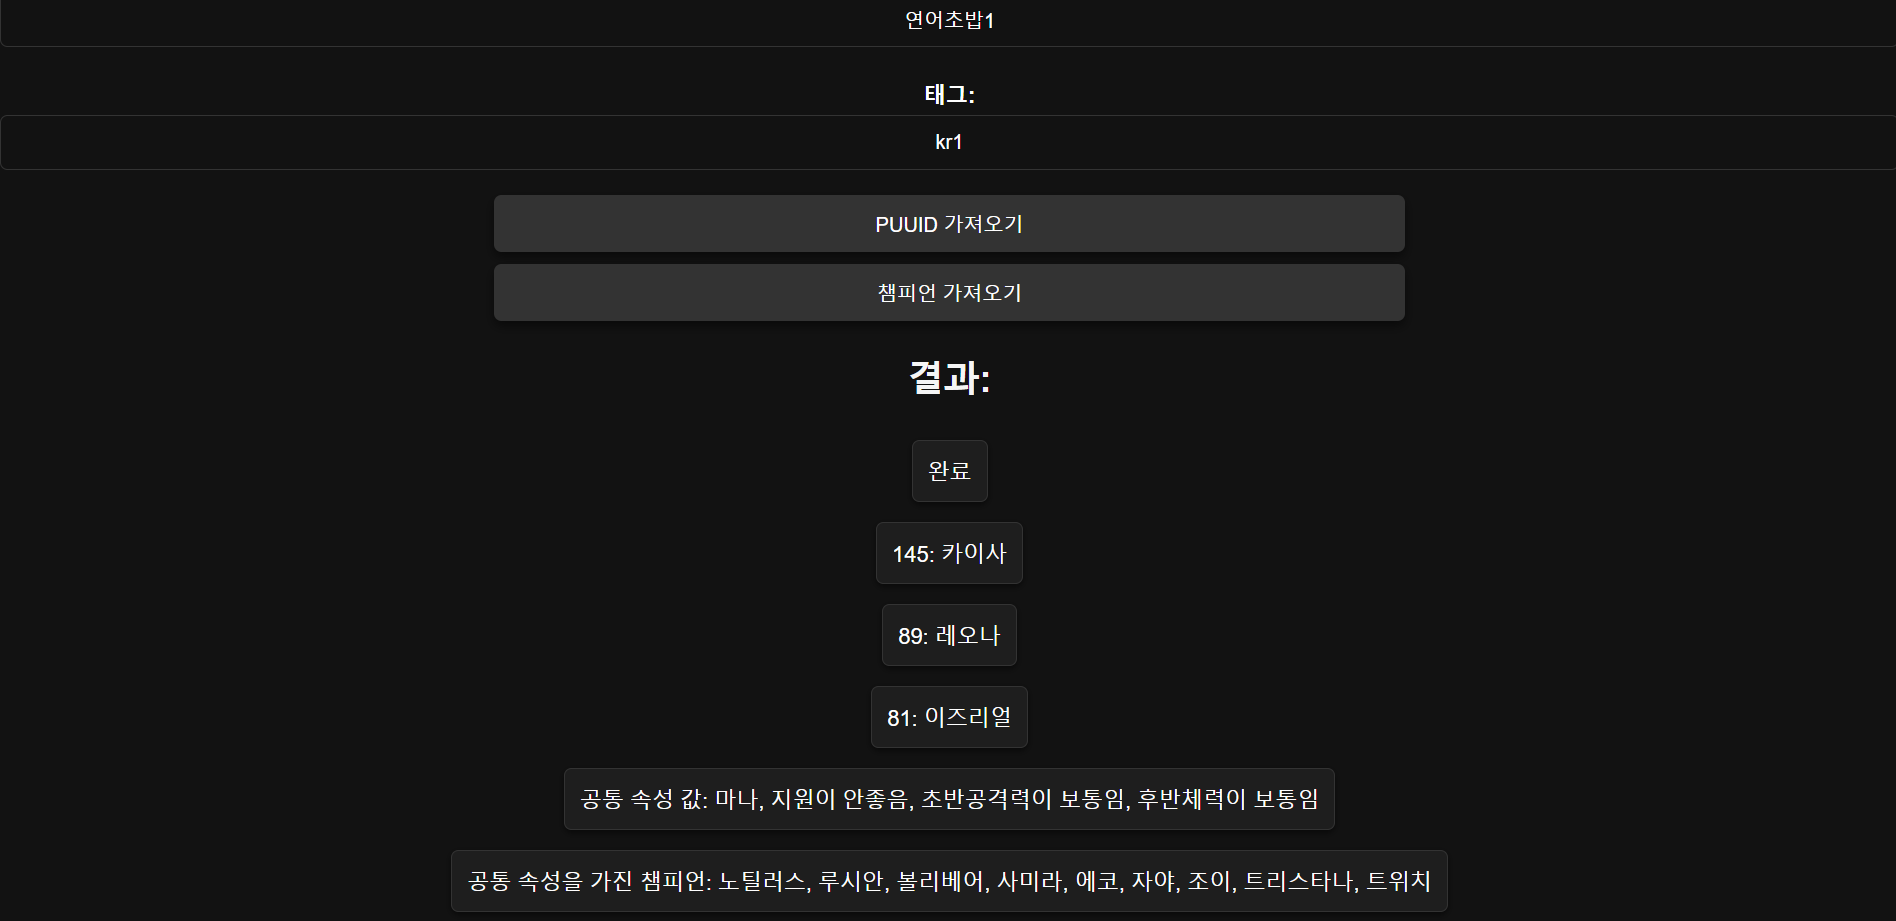 연어초밥1
태그:
kr1
PUUID 가져오기
챔피언 가져오기
결과:
완료
145: 카이사
89: 레오나
81: 이즈리얼
공통 속성 값: 마나, 지원이 안좋음, 초반공격력이 보통임, 후반체력이 보통임
공통 속성을 가진 챔피언: 노틸러스, 루시안, 볼리베어, 사미라, 에코, 자야, 조이, 트리스타나, 트위치